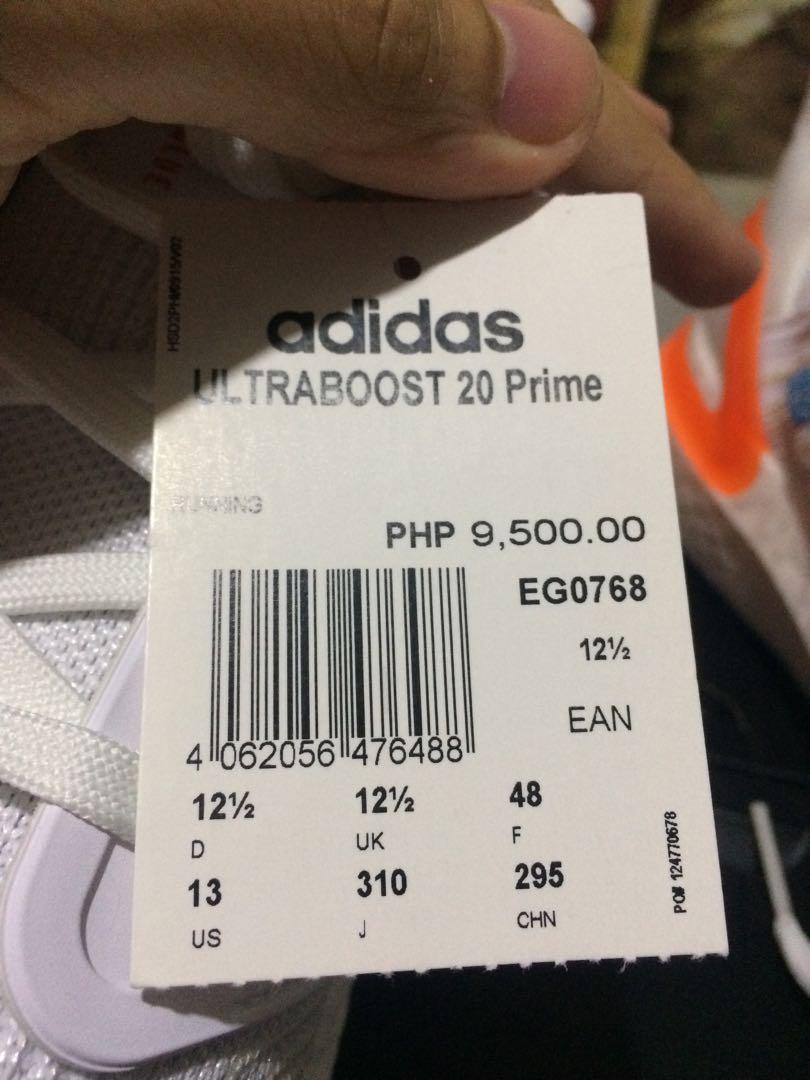 adidas
ULTRABOOST 20 Prime
RUNNING
PHP 9,500.00
EG0768
12½
EAN
4 062056 476488
12½ 12½ 48
D UK F
13 310 295
US J CHN
PO# 124770678